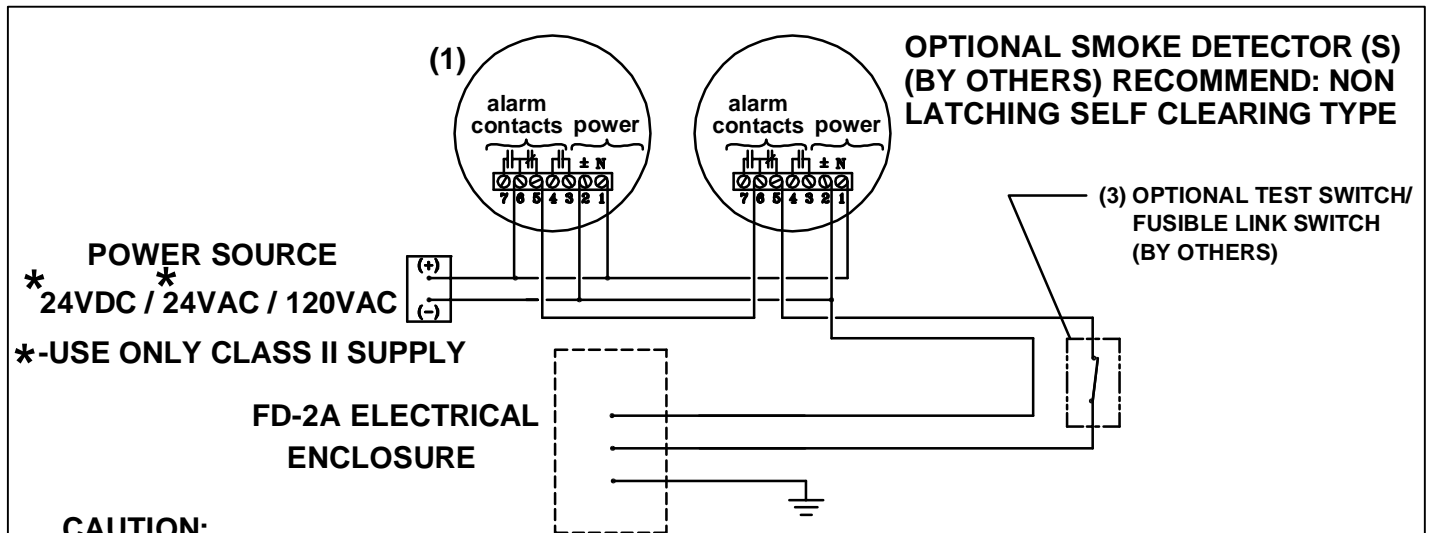 (1)
OPTIONAL SMOKE DETECTOR (S)
(BY OTHERS) RECOMMEND: NON
LATCHING SELF CLEARING TYPE
alarm
contacts power
± N
7 6 5 4 3 2 1
alarm
contacts power
± N
7 6 5 4 3 2 1
(3) OPTIONAL TEST SWITCH/
FUSIBLE LINK SWITCH
(BY OTHERS)
POWER SOURCE
*24VDC / *24VAC / 120VAC
(+)
(-)
*-USE ONLY CLASS II SUPPLY
FD-2A ELECTRICAL
ENCLOSURE
CAUTION: